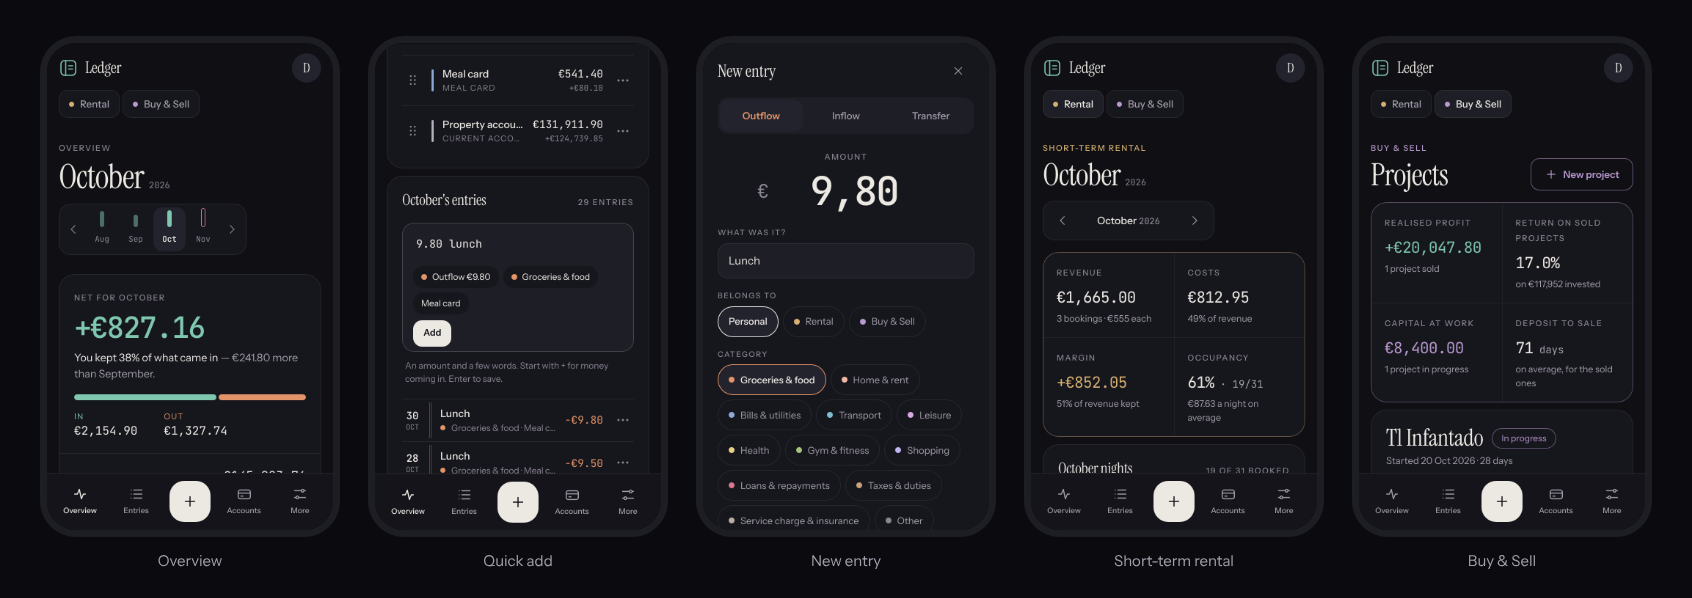 Ledger
D
Rental
Buy & Sell
OVERVIEW
October 2026
Aug
Sep
Oct
Nov
NET FOR OCTOBER
+€827.16
You kept 38% of what came in — €241.80 more
than September.
IN
OUT
€2,154.90
€1,327.74
Overview
Entries
+
Accounts
More
Overview
Meal card
€541.40
MEAL CARD
+€80.10
Property accou...
€131,911.90
CURRENT ACCO...
+€124,739.85
October's entries
29 ENTRIES
9.80 lunch
Outflow €9.80
Groceries & food
Meal card
Add
An amount and a few words. Start with + for money
coming in. Enter to save.
30
OCT
Lunch
Groceries & food · Meal c...
-€9.80
28
OCT
Lunch
Groceries & food · Meal c...
-€9.50
Overview
Entries
+
Accounts
More
Quick add
New entry
Outflow
Inflow
Transfer
AMOUNT
€
9,80
WHAT WAS IT?
Lunch
BELONGS TO
Personal
Rental
Buy & Sell
CATEGORY
Groceries & food
Home & rent
Bills & utilities
Transport
Leisure
Health
Gym & fitness
Shopping
Loans & repayments
Taxes & duties
Service charge & insurance
Other
New entry
Ledger
D
Rental
Buy & Sell
SHORT-TERM RENTAL
October 2026
October 2026
REVENUE
€1,665.00
3 bookings · €555 each
COSTS
€812.95
49% of revenue
MARGIN
+€852.05
51% of revenue kept
OCCUPANCY
61% · 19/31
€87.63 a night on
average
October nights
19 OF 31 BOOKED
Overview
Entries
+
Accounts
More
Short-term rental
Ledger
D
Rental
Buy & Sell
BUY & SELL
Projects
+ New project
REALISED PROFIT
+€20,047.80
1 project sold
RETURN ON SOLD
PROJECTS
17.0%
on €117,952 invested
CAPITAL AT WORK
€8,400.00
1 project in progress
DEPOSIT TO SALE
71 days
on average, for the sold
ones
T1 Infantado
In progress
Started 20 Oct 2026 · 28 days
Overview
Entries
+
Accounts
More
Buy & Sell